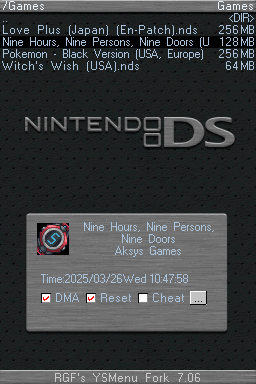 /Games Games
.. <DIR>
Love Plus (Japan) (En-Patch).nds 256MB
Nine Hours, Nine Persons, Nine Doors (U 128MB
Pokemon - Black Version (USA, Europe) 256MB
Witch's Wish (USA).nds 64MB
NINTENDO DS
Nine Hours, Nine Persons,
Nine Doors
Aksys Games
Time:2025/03/26Wed 10:47:58
DMA Reset Cheat ...
RGF's YSMenu Fork 7.06